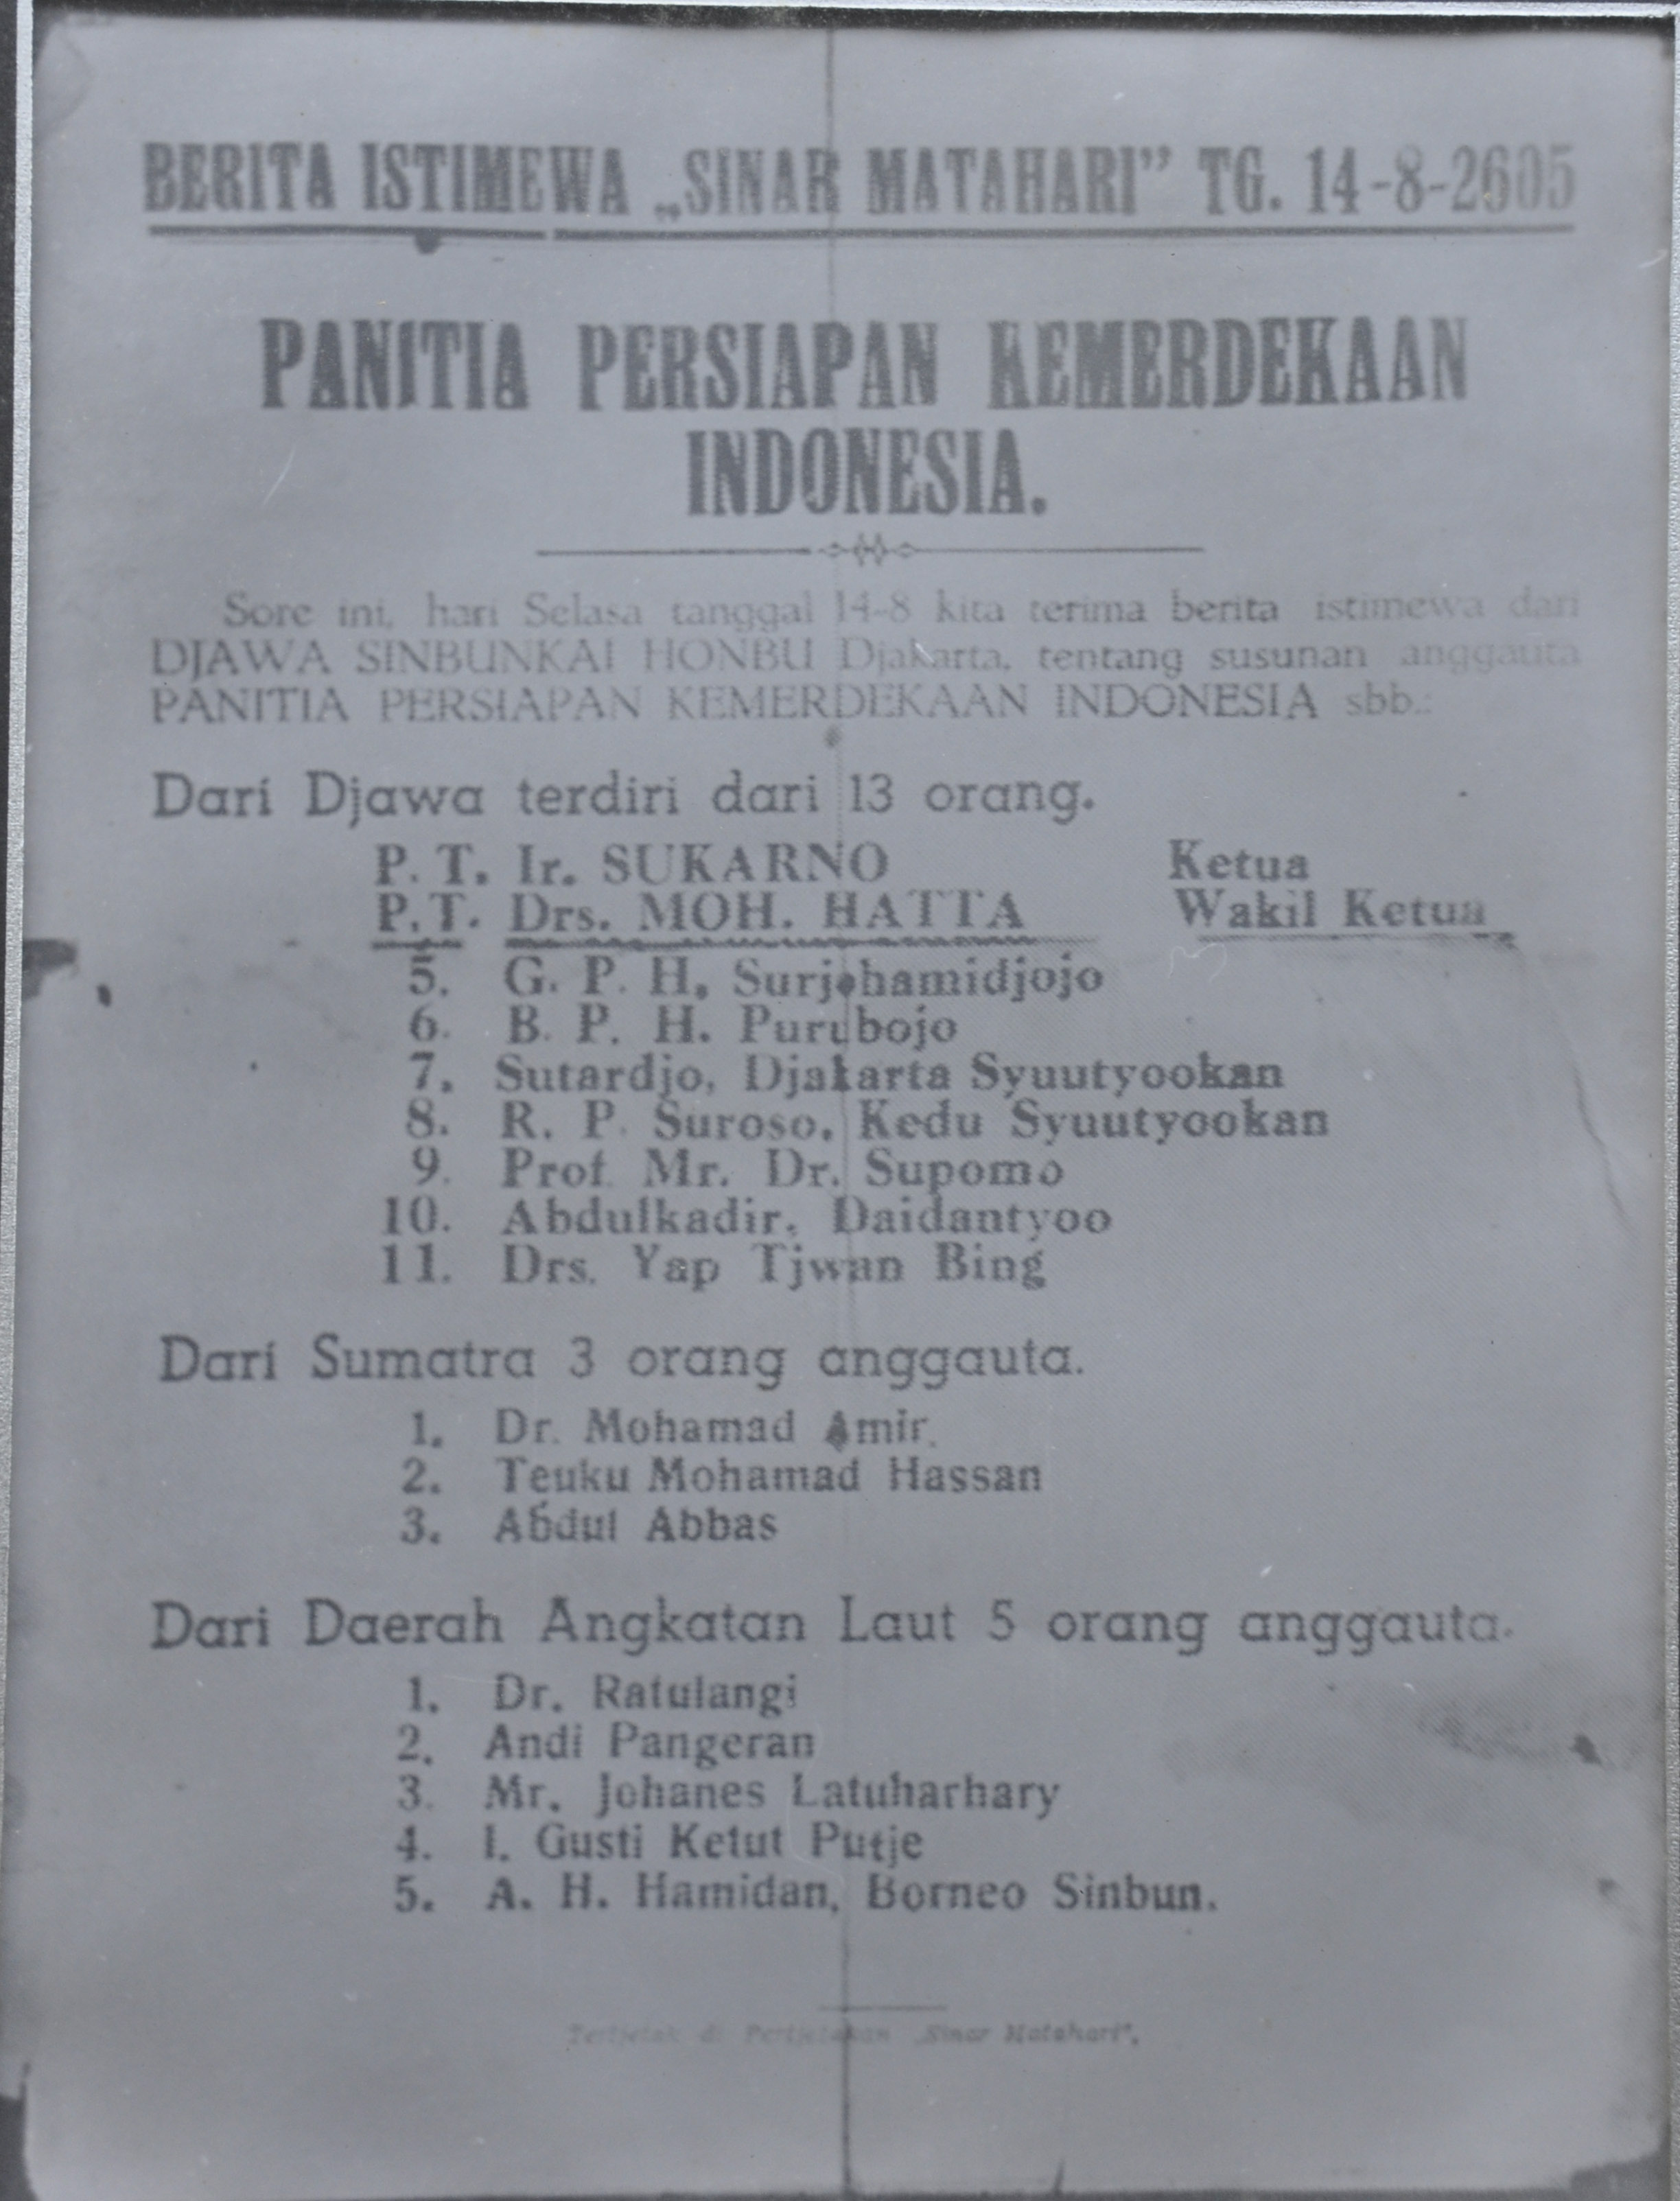 BERITA ISTIMEWA „SINAR MATAHARI” TG. 14-8-2605
PANITIA PERSIAPAN KEMERDEKAAN
INDONESIA.
Sore ini, hari Selasa tanggal 14-8 kita terima berita istimewa dari
DJAWA SINBUNKAI HONBU Djakarta, tentang susunan anggauta
PANITIA PERSIAPAN KEMERDEKAAN INDONESIA sbb.:
Dari Djawa terdiri dari 13 orang.
P. T. Ir. SUKARNO Ketua
P.T. Drs. MOH. HATTA Wakil Ketua
5. G. P. H. Surjohamidjojo
6. B. P. H. Purubojo
7. Sutardjo, Djakarta Syuutyookan
8. R. P. Suroso, Kedu Syuutyookan
9. Prof. Mr. Dr. Supomo
10. Abdulkadir, Daidantyoo
11. Drs. Yap Tjwan Bing
Dari Sumatra 3 orang anggauta.
1. Dr. Mohamad Amir.
2. Teuku Mohamad Hassan
3. Abdul Abbas
Dari Daerah Angkatan Laut 5 orang anggauta.
1. Dr. Ratulangi
2. Andi Pangeran
3. Mr. Johanes Latuharhary
4. I. Gusti Ketut Putje
5. A. H. Hamidan, Borneo Sinbun.
Tertjetak di Pertjetakan „Sinar Matahari”.